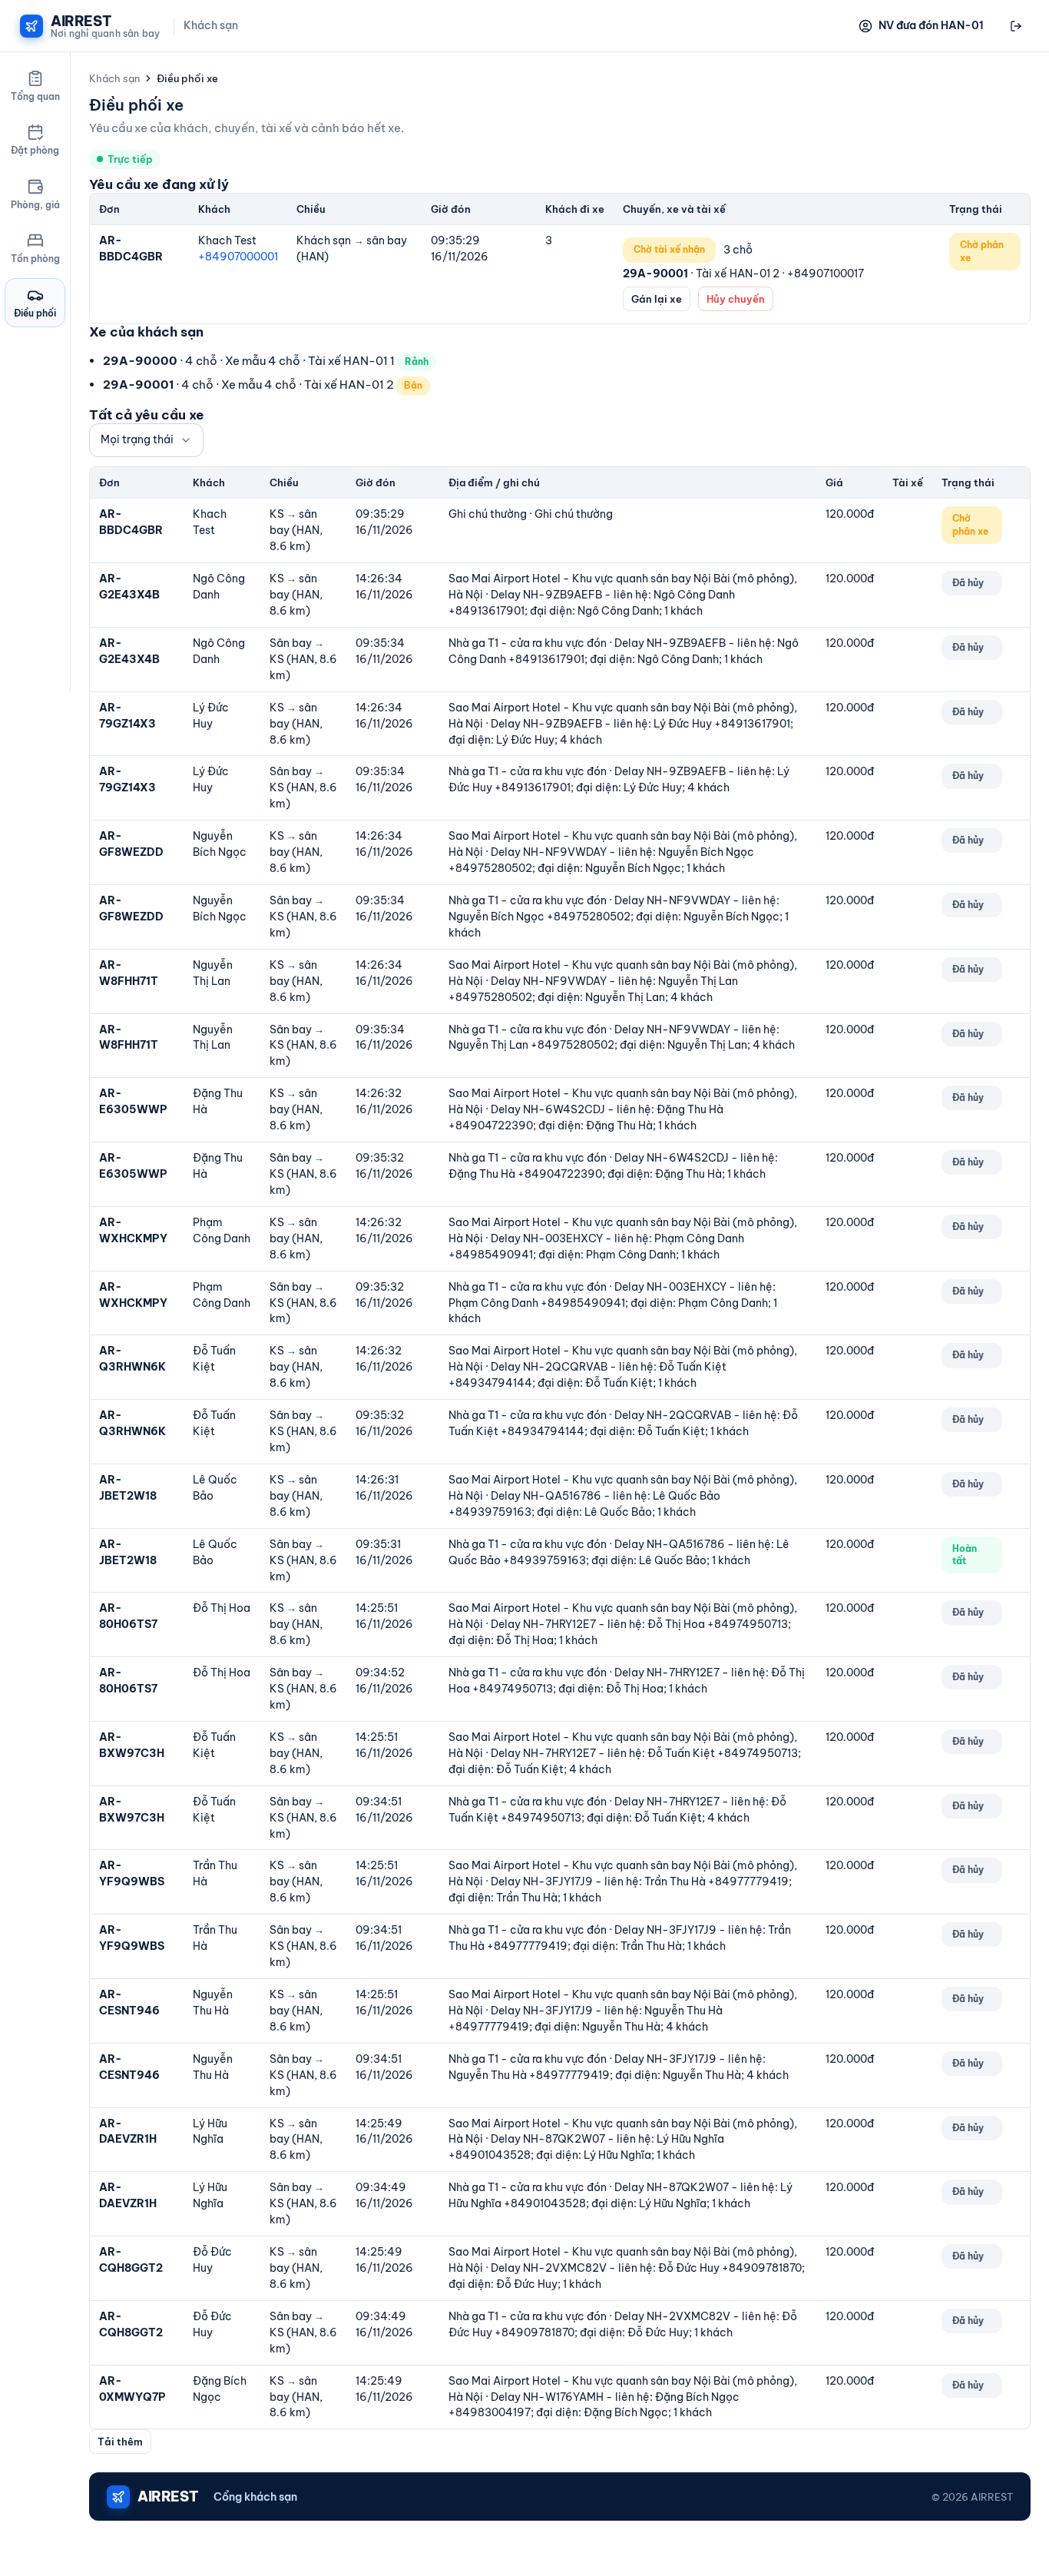 AIRREST
Nơi nghỉ quanh sân bay
Khách sạn
NV đưa đón HAN-01
Tổng quan
Đặt phòng
Phòng, giá
Tồn phòng
Điều phối
Khách sạn > Điều phối xe
Điều phối xe
Yêu cầu xe của khách, chuyến, tài xế và cảnh báo hết xe.
Trực tiếp
Yêu cầu xe đang xử lý
Đơn Khách Chiều Giờ đón Khách đi xe Chuyến, xe và tài xế Trạng thái
AR-BBDC4GBR Khach Test +84907000001 Khách sạn → sân bay (HAN) 09:35:29 16/11/2026 3 Chờ tài xế nhận 3 chỗ Chờ phân xe
29A-90001 · Tài xế HAN-01 2 · +84907100017
Gán lại xe Hủy chuyến
Xe của khách sạn
• 29A-90000 · 4 chỗ · Xe mẫu 4 chỗ · Tài xế HAN-01 1 Rảnh
• 29A-90001 · 4 chỗ · Xe mẫu 4 chỗ · Tài xế HAN-01 2 Bận
Tất cả yêu cầu xe
Mọi trạng thái
Đơn Khách Chiều Giờ đón Địa điểm / ghi chú Giá Tài xế Trạng thái
AR-BBDC4GBR Khach Test KS → sân bay (HAN, 8.6 km) 09:35:29 16/11/2026 Ghi chú thường · Ghi chú thường 120.000đ Chờ phân xe
AR-G2E43X4B Ngô Công Danh KS → sân bay (HAN, 8.6 km) 14:26:34 16/11/2026 Sao Mai Airport Hotel - Khu vực quanh sân bay Nội Bài (mô phỏng), Hà Nội · Delay NH-9ZB9AEFB - liên hệ: Ngô Công Danh +84913617901; đại diện: Ngô Công Danh; 1 khách 120.000đ Đã hủy
AR-G2E43X4B Ngô Công Danh Sân bay → KS (HAN, 8.6 km) 09:35:34 16/11/2026 Nhà ga T1 - cửa ra khu vực đón · Delay NH-9ZB9AEFB - liên hệ: Ngô Công Danh +84913617901; đại diện: Ngô Công Danh; 1 khách 120.000đ Đã hủy
AR-79GZ14X3 Lý Đức Huy KS → sân bay (HAN, 8.6 km) 14:26:34 16/11/2026 Sao Mai Airport Hotel - Khu vực quanh sân bay Nội Bài (mô phỏng), Hà Nội · Delay NH-9ZB9AEFB - liên hệ: Lý Đức Huy +84913617901; đại diện: Lý Đức Huy; 4 khách 120.000đ Đã hủy
AR-79GZ14X3 Lý Đức Huy Sân bay → KS (HAN, 8.6 km) 09:35:34 16/11/2026 Nhà ga T1 - cửa ra khu vực đón · Delay NH-9ZB9AEFB - liên hệ: Lý Đức Huy +84913617901; đại diện: Lý Đức Huy; 4 khách 120.000đ Đã hủy
AR-GF8WEZDD Nguyễn Bích Ngọc KS → sân bay (HAN, 8.6 km) 14:26:34 16/11/2026 Sao Mai Airport Hotel - Khu vực quanh sân bay Nội Bài (mô phỏng), Hà Nội · Delay NH-NF9VWDAY - liên hệ: Nguyễn Bích Ngọc +84975280502; đại diện: Nguyễn Bích Ngọc; 1 khách 120.000đ Đã hủy
AR-GF8WEZDD Nguyễn Bích Ngọc Sân bay → KS (HAN, 8.6 km) 09:35:34 16/11/2026 Nhà ga T1 - cửa ra khu vực đón · Delay NH-NF9VWDAY - liên hệ: Nguyễn Bích Ngọc +84975280502; đại diện: Nguyễn Bích Ngọc; 1 khách 120.000đ Đã hủy
AR-W8FHH71T Nguyễn Thị Lan KS → sân bay (HAN, 8.6 km) 14:26:34 16/11/2026 Sao Mai Airport Hotel - Khu vực quanh sân bay Nội Bài (mô phỏng), Hà Nội · Delay NH-NF9VWDAY - liên hệ: Nguyễn Thị Lan +84975280502; đại diện: Nguyễn Thị Lan; 4 khách 120.000đ Đã hủy
AR-W8FHH71T Nguyễn Thị Lan Sân bay → KS (HAN, 8.6 km) 09:35:34 16/11/2026 Nhà ga T1 - cửa ra khu vực đón · Delay NH-NF9VWDAY - liên hệ: Nguyễn Thị Lan +84975280502; đại diện: Nguyễn Thị Lan; 4 khách 120.000đ Đã hủy
AR-E6305WWP Đặng Thu Hà KS → sân bay (HAN, 8.6 km) 14:26:32 16/11/2026 Sao Mai Airport Hotel - Khu vực quanh sân bay Nội Bài (mô phỏng), Hà Nội · Delay NH-6W4S2CDJ - liên hệ: Đặng Thu Hà +84904722390; đại diện: Đặng Thu Hà; 1 khách 120.000đ Đã hủy
AR-E6305WWP Đặng Thu Hà Sân bay → KS (HAN, 8.6 km) 09:35:32 16/11/2026 Nhà ga T1 - cửa ra khu vực đón · Delay NH-6W4S2CDJ - liên hệ: Đặng Thu Hà +84904722390; đại diện: Đặng Thu Hà; 1 khách 120.000đ Đã hủy
AR-WXHCKMPY Phạm Công Danh KS → sân bay (HAN, 8.6 km) 14:26:32 16/11/2026 Sao Mai Airport Hotel - Khu vực quanh sân bay Nội Bài (mô phỏng), Hà Nội · Delay NH-003EHXCY - liên hệ: Phạm Công Danh +84985490941; đại diện: Phạm Công Danh; 1 khách 120.000đ Đã hủy
AR-WXHCKMPY Phạm Công Danh Sân bay → KS (HAN, 8.6 km) 09:35:32 16/11/2026 Nhà ga T1 - cửa ra khu vực đón · Delay NH-003EHXCY - liên hệ: Phạm Công Danh +84985490941; đại diện: Phạm Công Danh; 1 khách 120.000đ Đã hủy
AR-Q3RHWN6K Đỗ Tuấn Kiệt KS → sân bay (HAN, 8.6 km) 14:26:32 16/11/2026 Sao Mai Airport Hotel - Khu vực quanh sân bay Nội Bài (mô phỏng), Hà Nội · Delay NH-2QCQRVAB - liên hệ: Đỗ Tuấn Kiệt +84934794144; đại diện: Đỗ Tuấn Kiệt; 1 khách 120.000đ Đã hủy
AR-Q3RHWN6K Đỗ Tuấn Kiệt Sân bay → KS (HAN, 8.6 km) 09:35:32 16/11/2026 Nhà ga T1 - cửa ra khu vực đón · Delay NH-2QCQRVAB - liên hệ: Đỗ Tuấn Kiệt +84934794144; đại diện: Đỗ Tuấn Kiệt; 1 khách 120.000đ Đã hủy
AR-JBET2W18 Lê Quốc Bảo KS → sân bay (HAN, 8.6 km) 14:26:31 16/11/2026 Sao Mai Airport Hotel - Khu vực quanh sân bay Nội Bài (mô phỏng), Hà Nội · Delay NH-QA516786 - liên hệ: Lê Quốc Bảo +84939759163; đại diện: Lê Quốc Bảo; 1 khách 120.000đ Đã hủy
AR-JBET2W18 Lê Quốc Bảo Sân bay → KS (HAN, 8.6 km) 09:35:31 16/11/2026 Nhà ga T1 - cửa ra khu vực đón · Delay NH-QA516786 - liên hệ: Lê Quốc Bảo +84939759163; đại diện: Lê Quốc Bảo; 1 khách 120.000đ Hoàn tất
AR-80H06TS7 Đỗ Thị Hoa KS → sân bay (HAN, 8.6 km) 14:25:51 16/11/2026 Sao Mai Airport Hotel - Khu vực quanh sân bay Nội Bài (mô phỏng), Hà Nội · Delay NH-7HRY12E7 - liên hệ: Đỗ Thị Hoa +84974950713; đại diện: Đỗ Thị Hoa; 1 khách 120.000đ Đã hủy
AR-80H06TS7 Đỗ Thị Hoa Sân bay → KS (HAN, 8.6 km) 09:34:52 16/11/2026 Nhà ga T1 - cửa ra khu vực đón · Delay NH-7HRY12E7 - liên hệ: Đỗ Thị Hoa +84974950713; đại diện: Đỗ Thị Hoa; 1 khách 120.000đ Đã hủy
AR-BXW97C3H Đỗ Tuấn Kiệt KS → sân bay (HAN, 8.6 km) 14:25:51 16/11/2026 Sao Mai Airport Hotel - Khu vực quanh sân bay Nội Bài (mô phỏng), Hà Nội · Delay NH-7HRY12E7 - liên hệ: Đỗ Tuấn Kiệt +84974950713; đại diện: Đỗ Tuấn Kiệt; 4 khách 120.000đ Đã hủy
AR-BXW97C3H Đỗ Tuấn Kiệt Sân bay → KS (HAN, 8.6 km) 09:34:51 16/11/2026 Nhà ga T1 - cửa ra khu vực đón · Delay NH-7HRY12E7 - liên hệ: Đỗ Tuấn Kiệt +84974950713; đại diện: Đỗ Tuấn Kiệt; 4 khách 120.000đ Đã hủy
AR-YF9Q9WBS Trần Thu Hà KS → sân bay (HAN, 8.6 km) 14:25:51 16/11/2026 Sao Mai Airport Hotel - Khu vực quanh sân bay Nội Bài (mô phỏng), Hà Nội · Delay NH-3FJY17J9 - liên hệ: Trần Thu Hà +84977779419; đại diện: Trần Thu Hà; 1 khách 120.000đ Đã hủy
AR-YF9Q9WBS Trần Thu Hà Sân bay → KS (HAN, 8.6 km) 09:34:51 16/11/2026 Nhà ga T1 - cửa ra khu vực đón · Delay NH-3FJY17J9 - liên hệ: Trần Thu Hà +84977779419; đại diện: Trần Thu Hà; 1 khách 120.000đ Đã hủy
AR-CESNT946 Nguyễn Thu Hà KS → sân bay (HAN, 8.6 km) 14:25:51 16/11/2026 Sao Mai Airport Hotel - Khu vực quanh sân bay Nội Bài (mô phỏng), Hà Nội · Delay NH-3FJY17J9 - liên hệ: Nguyễn Thu Hà +84977779419; đại diện: Nguyễn Thu Hà; 4 khách 120.000đ Đã hủy
AR-CESNT946 Nguyễn Thu Hà Sân bay → KS (HAN, 8.6 km) 09:34:51 16/11/2026 Nhà ga T1 - cửa ra khu vực đón · Delay NH-3FJY17J9 - liên hệ: Nguyễn Thu Hà +84977779419; đại diện: Nguyễn Thu Hà; 4 khách 120.000đ Đã hủy
AR-DAEVZR1H Lý Hữu Nghĩa KS → sân bay (HAN, 8.6 km) 14:25:49 16/11/2026 Sao Mai Airport Hotel - Khu vực quanh sân bay Nội Bài (mô phỏng), Hà Nội · Delay NH-87QK2W07 - liên hệ: Lý Hữu Nghĩa +84901043528; đại diện: Lý Hữu Nghĩa; 1 khách 120.000đ Đã hủy
AR-DAEVZR1H Lý Hữu Nghĩa Sân bay → KS (HAN, 8.6 km) 09:34:49 16/11/2026 Nhà ga T1 - cửa ra khu vực đón · Delay NH-87QK2W07 - liên hệ: Lý Hữu Nghĩa +84901043528; đại diện: Lý Hữu Nghĩa; 1 khách 120.000đ Đã hủy
AR-CQH8GGT2 Đỗ Đức Huy KS → sân bay (HAN, 8.6 km) 14:25:49 16/11/2026 Sao Mai Airport Hotel - Khu vực quanh sân bay Nội Bài (mô phỏng), Hà Nội · Delay NH-2VXMC82V - liên hệ: Đỗ Đức Huy +84909781870; đại diện: Đỗ Đức Huy; 1 khách 120.000đ Đã hủy
AR-CQH8GGT2 Đỗ Đức Huy Sân bay → KS (HAN, 8.6 km) 09:34:49 16/11/2026 Nhà ga T1 - cửa ra khu vực đón · Delay NH-2VXMC82V - liên hệ: Đỗ Đức Huy +84909781870; đại diện: Đỗ Đức Huy; 1 khách 120.000đ Đã hủy
AR-0XMWYQ7P Đặng Bích Ngọc KS → sân bay (HAN, 8.6 km) 14:25:49 16/11/2026 Sao Mai Airport Hotel - Khu vực quanh sân bay Nội Bài (mô phỏng), Hà Nội · Delay NH-W176YAMH - liên hệ: Đặng Bích Ngọc +84983004197; đại diện: Đặng Bích Ngọc; 1 khách 120.000đ Đã hủy
Tải thêm
AIRREST Cổng khách sạn © 2026 AIRREST